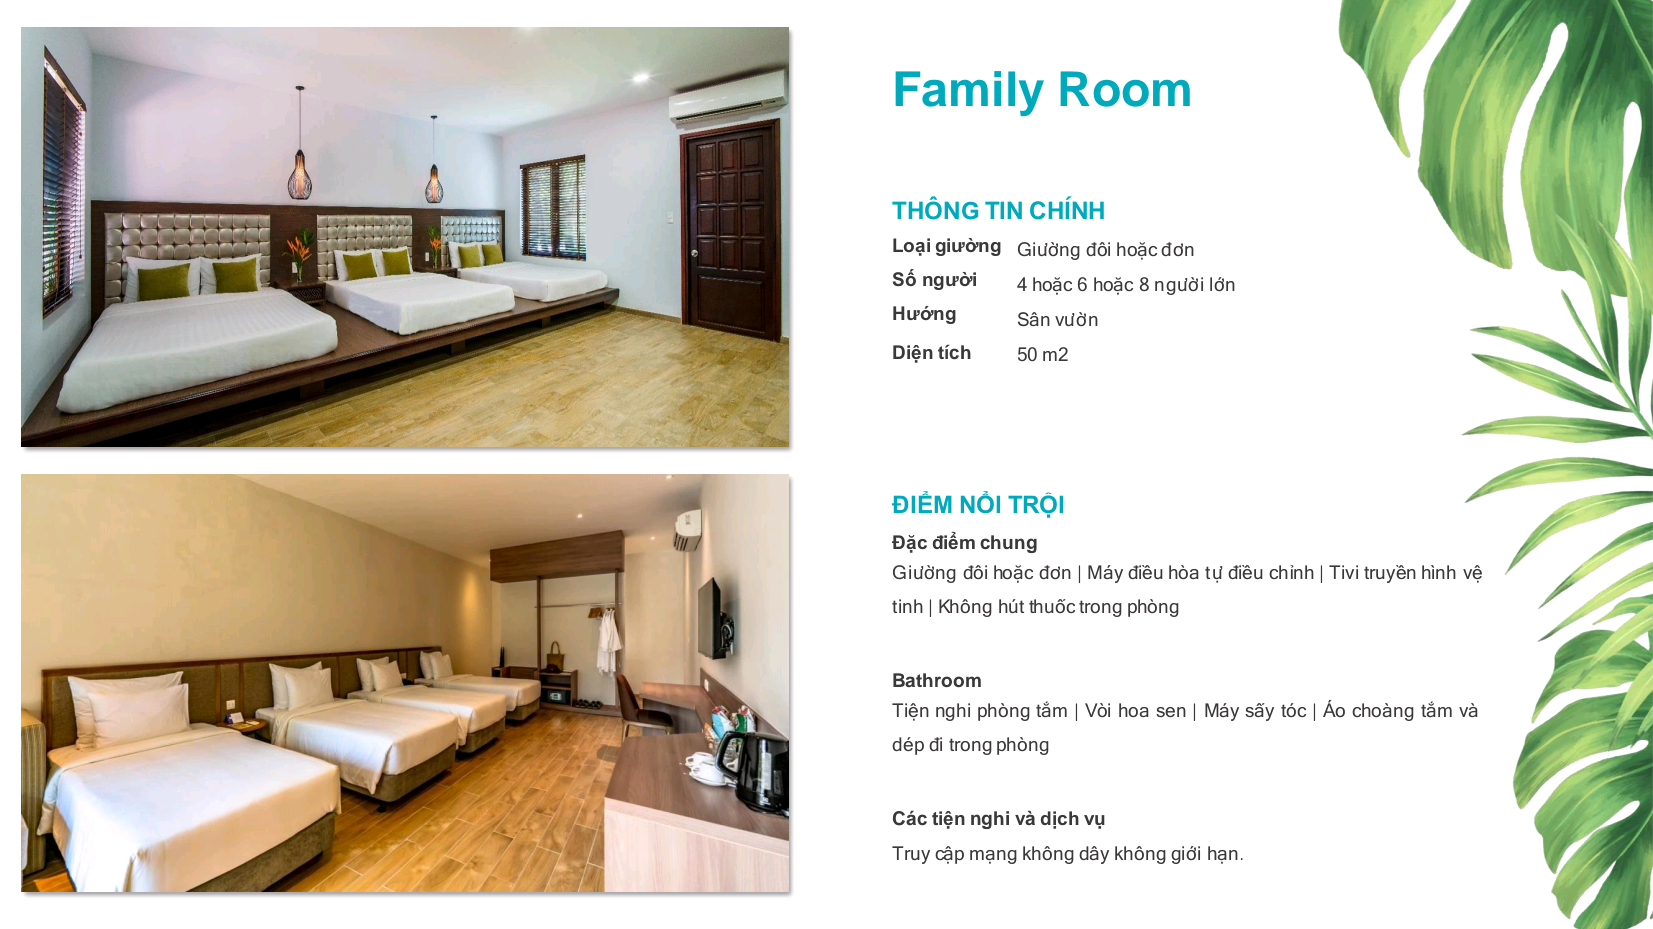 Family Room
THÔNG TIN CHÍNH
Loại giường Giường đôi hoặc đơn
Số người 4 hoặc 6 hoặc 8 người lớn
Hướng Sân vườn
Diện tích 50 m2
ĐIỂM NỔI TRỘI
Đặc điểm chung
Giường đôi hoặc đơn | Máy điều hòa tự điều chỉnh | Tivi truyền hình vệ
tinh | Không hút thuốc trong phòng
Bathroom
Tiện nghi phòng tắm | Vòi hoa sen | Máy sấy tóc | Áo choàng tắm và
dép đi trong phòng
Các tiện nghi và dịch vụ
Truy cập mạng không dây không giới hạn.